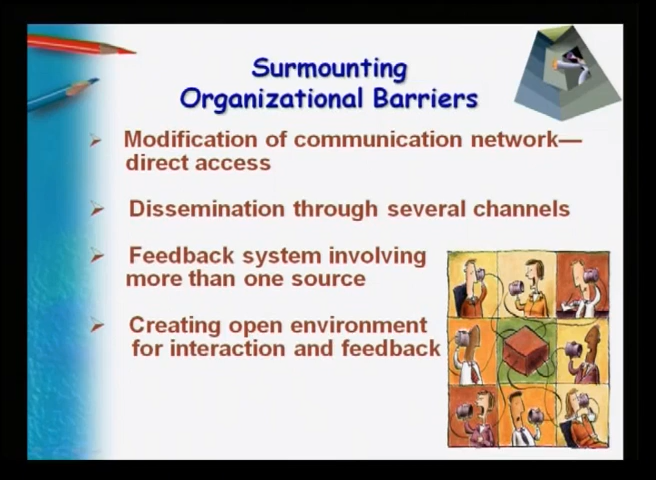 Surmounting
Organizational Barriers
➢ Modification of communication network—
direct access
➢ Dissemination through several channels
➢ Feedback system involving
more than one source
➢ Creating open environment
for interaction and feedback